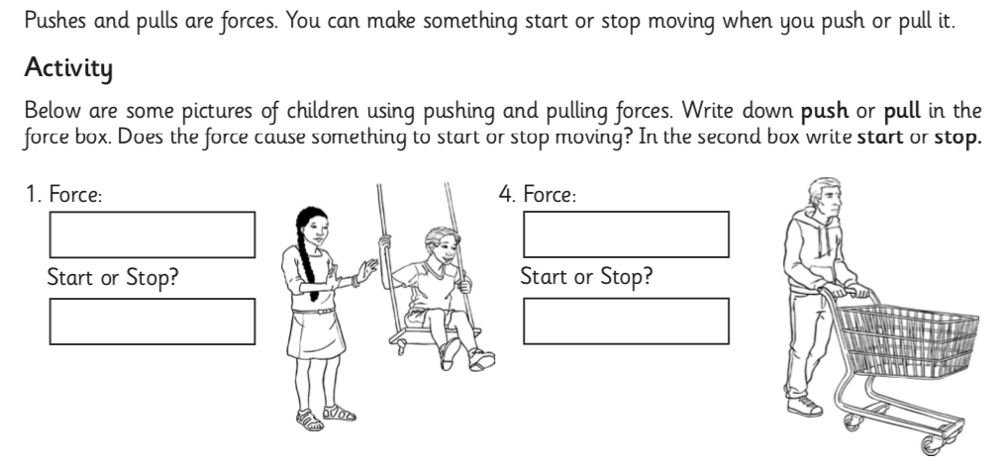 Pushes and pulls are forces. You can make something start or stop moving when you push or pull it.
Activity
Below are some pictures of children using pushing and pulling forces. Write down push or pull in the
force box. Does the force cause something to start or stop moving? In the second box write start or stop.
1. Force:
Start or Stop?
4. Force:
Start or Stop?